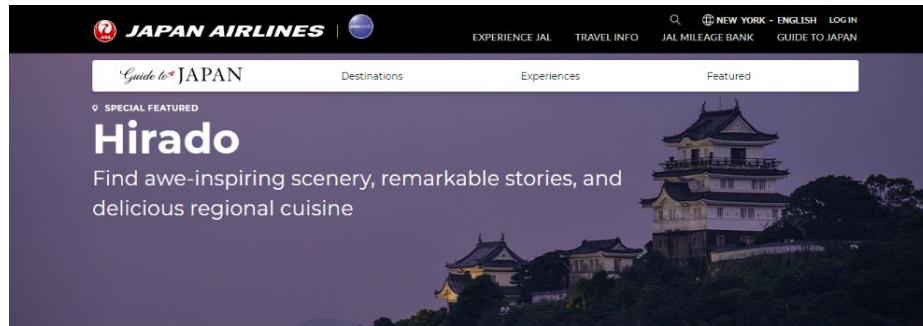 JAPAN AIRLINES
NEW YORK - ENGLISH LOG IN
EXPERIENCE JAL TRAVEL INFO JAL MILEAGE BANK GUIDE TO JAPAN
Guide to JAPAN Destinations Experiences Featured
SPECIAL FEATURED
Hirado
Find awe-inspiring scenery, remarkable stories, and
delicious regional cuisine